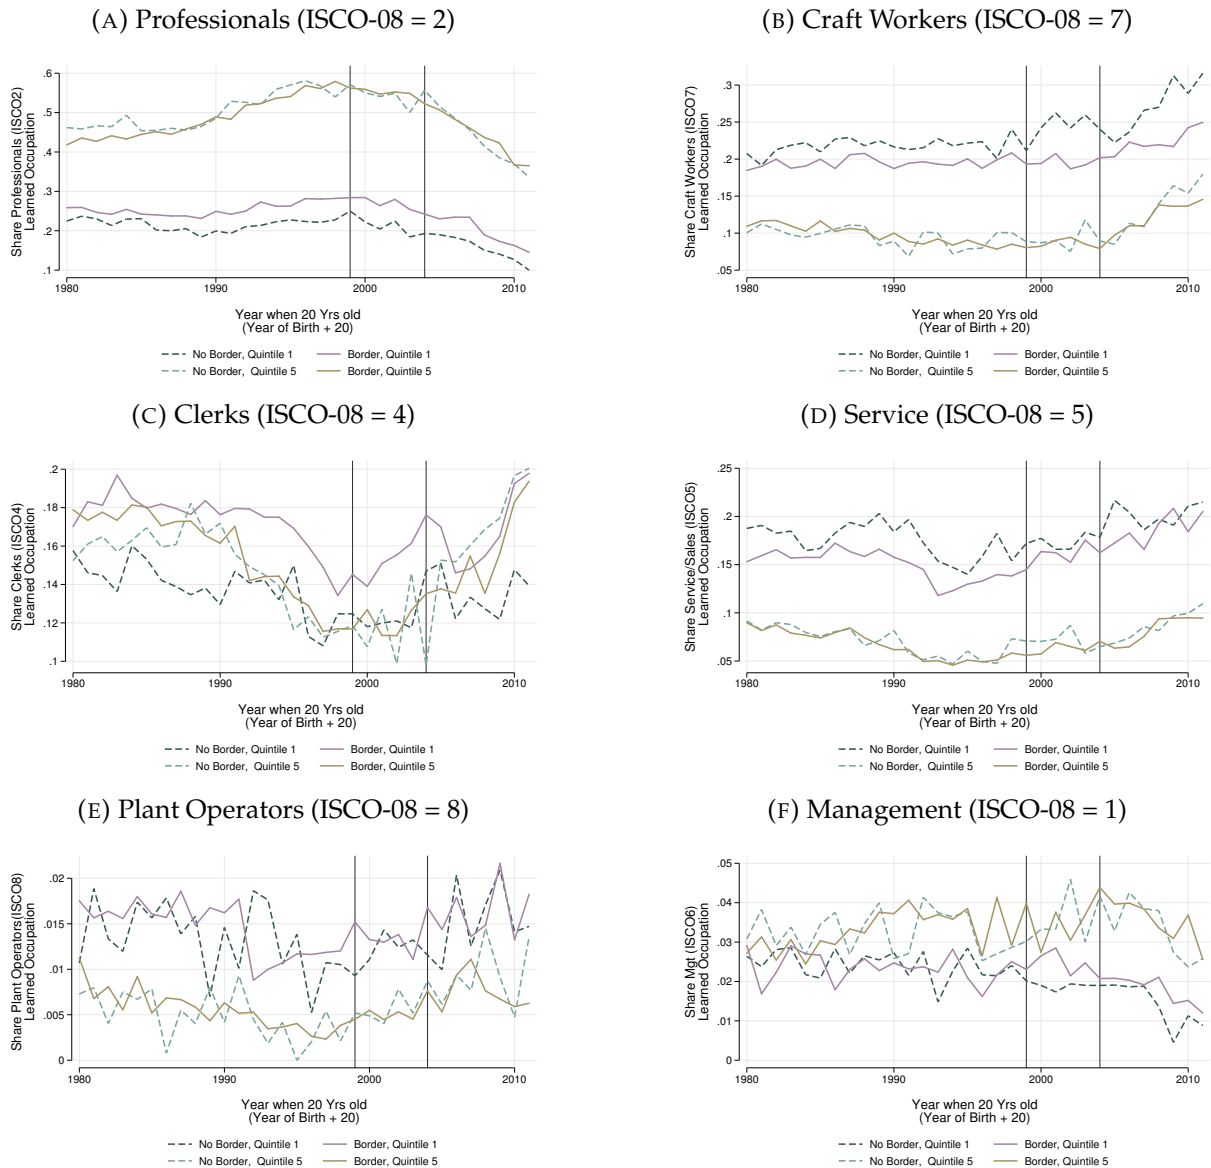 (A) Professionals (ISCO-08 = 2)
Share Professionals (ISCO2)
Learned Occupation
.6
.5
.4
.3
.2
.1
1980 1990 2000 2010
Year when 20 Yrs old
(Year of Birth + 20)
No Border, Quintile 1 Border, Quintile 1
No Border, Quintile 5 Border, Quintile 5
(B) Craft Workers (ISCO-08 = 7)
Share Craft Workers (ISCO7)
Learned Occupation
.3
.25
.2
.15
.1
.05
1980 1990 2000 2010
Year when 20 Yrs old
(Year of Birth + 20)
No Border, Quintile 1 Border, Quintile 1
No Border, Quintile 5 Border, Quintile 5
(C) Clerks (ISCO-08 = 4)
Share Clerks (ISCO4)
Learned Occupation
.2
.18
.16
.14
.12
.1
1980 1990 2000 2010
Year when 20 Yrs old
(Year of Birth + 20)
No Border, Quintile 1 Border, Quintile 1
No Border, Quintile 5 Border, Quintile 5
(D) Service (ISCO-08 = 5)
Share Service/Sales (ISCO5)
Learned Occupation
.25
.2
.15
.1
.05
1980 1990 2000 2010
Year when 20 Yrs old
(Year of Birth + 20)
No Border, Quintile 1 Border, Quintile 1
No Border, Quintile 5 Border, Quintile 5
(E) Plant Operators (ISCO-08 = 8)
Share Plant Operators(ISCO8)
Learned Occupation
.02
.015
.01
.005
0
1980 1990 2000 2010
Year when 20 Yrs old
(Year of Birth + 20)
No Border, Quintile 1 Border, Quintile 1
No Border, Quintile 5 Border, Quintile 5
(F) Management (ISCO-08 = 1)
Share Mgt (ISCO6)
Learned Occupation
.05
.04
.03
.02
.01
0
1980 1990 2000 2010
Year when 20 Yrs old
(Year of Birth + 20)
No Border, Quintile 1 Border, Quintile 1
No Border, Quintile 5 Border, Quintile 5